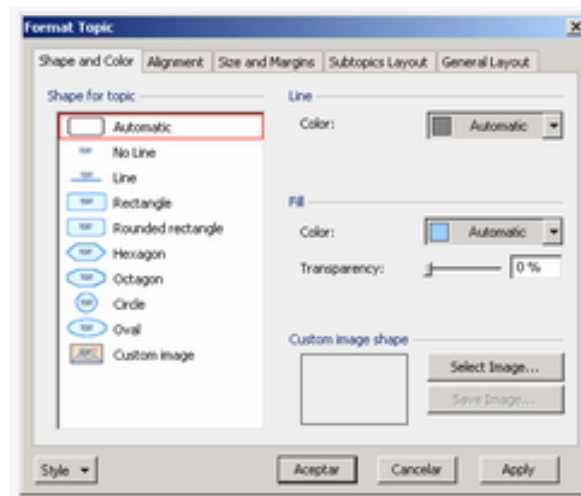 Format Topic
Shape and Color Alignment Size and Margins Subtopics Layout General Layout
Shape for topic
Automatic
No Line
Line
Rectangle
Rounded rectangle
Hexagon
Octagon
Circle
Oval
Custom image
Line
Color: Automatic
Fill
Color: Automatic
Transparency: 0 %
Custom image shape
Select Image...
Save Image...
Style Aceptar Cancelar Apply